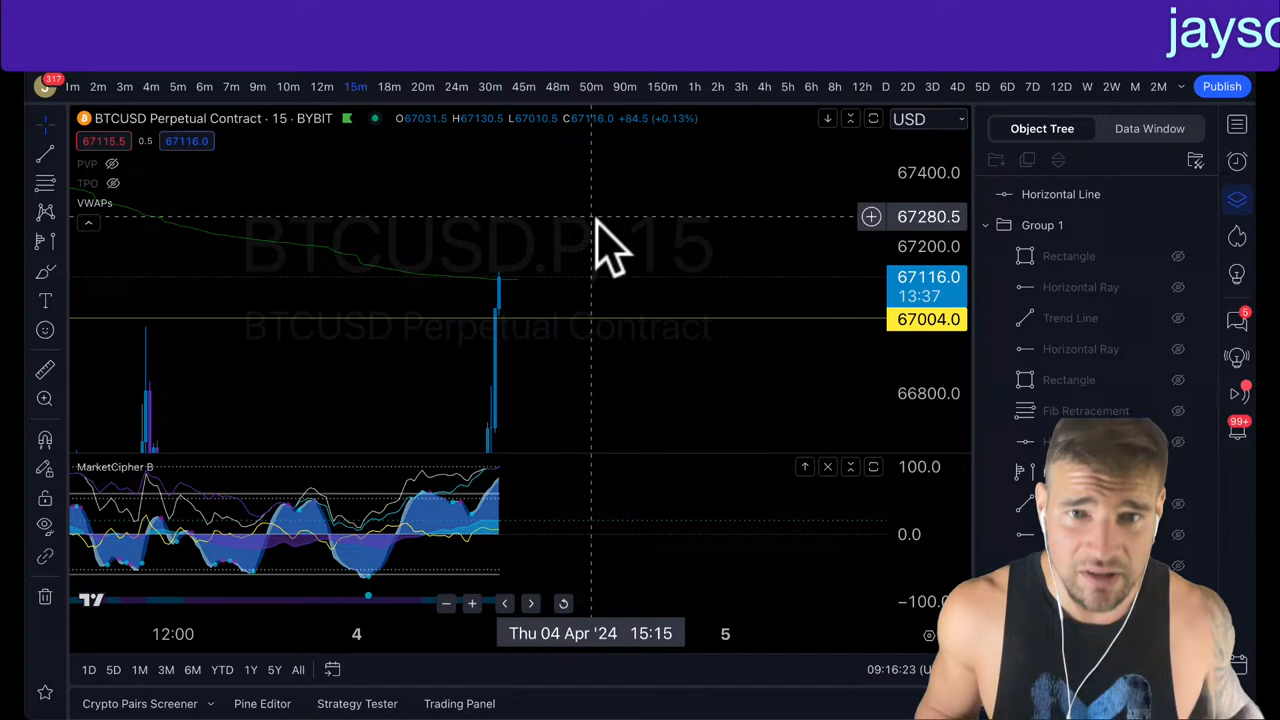 jaysc
317
1m 2m 3m 4m 5m 6m 7m 9m 10m 12m 15m 18m 20m 24m 30m 45m 48m 50m 90m 150m 1h 2h 3h 4h 5h 6h 8h 12h D 2D 3D 4D 5D 6D 7D 12D W 2W M 2M
Publish
BTCUSD Perpetual Contract · 15 · BYBIT
O67031.5 H67130.5 L67010.5 C67116.0 +84.5 (+0.13%)
USD
Object Tree
Data Window
67115.5
0.5
67116.0
PVP
TPO
VWAPs
BTCUSD.P, 15
BTCUSD Perpetual Contract
67400.0
67280.5
67200.0
67116.0
13:37
67004.0
66800.0
Horizontal Line
Group 1
Rectangle
Horizontal Ray
Trend Line
Horizontal Ray
Rectangle
Fib Retracement
5
99+
MarketCipher B
100.0
0.0
−100.0
12:00
4
Thu 04 Apr '24 15:15
5
1D 5D 1M 3M 6M YTD 1Y 5Y All
09:16:23
Crypto Pairs Screener
Pine Editor
Strategy Tester
Trading Panel